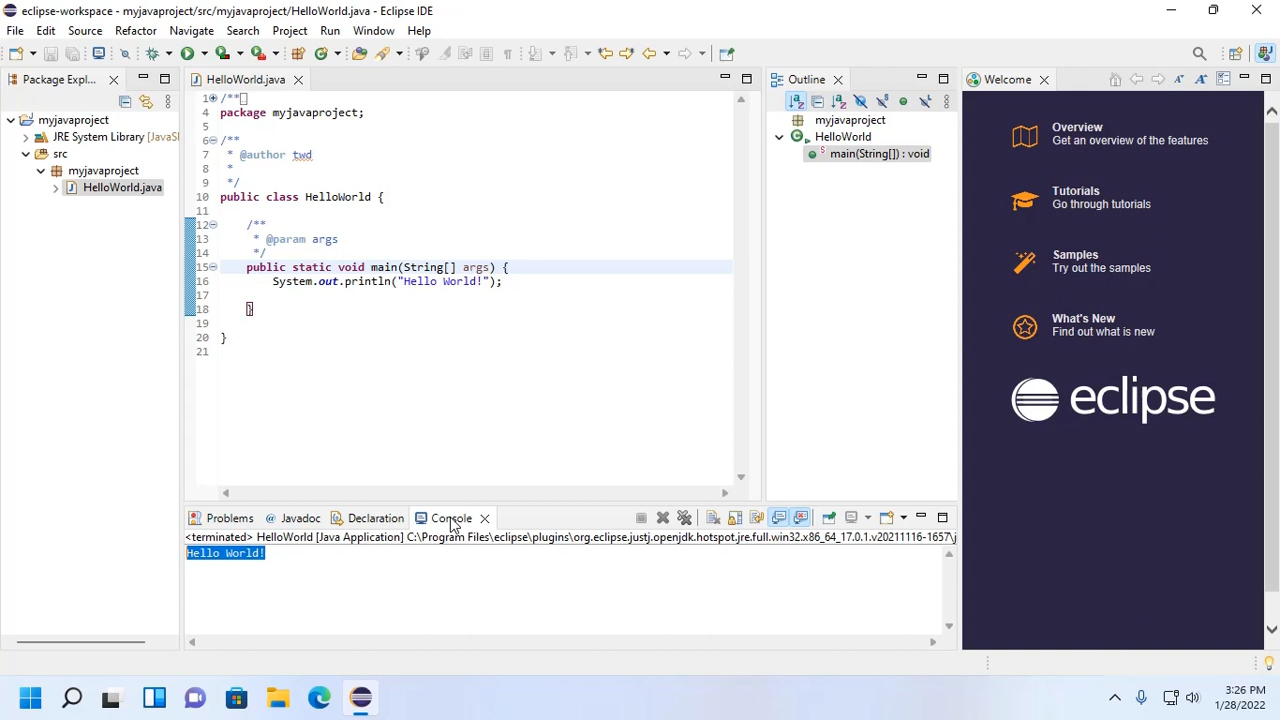 eclipse-workspace - myjavaproject/src/myjavaproject/HelloWorld.java - Eclipse IDE
File Edit Source Refactor Navigate Search Project Run Window Help
Package Expl...
HelloWorld.java
Outline
Welcome
myjavaproject
JRE System Library [JavaS
src
myjavaproject
HelloWorld.java
1 /**
4 package myjavaproject;
5
6 /**
7  * @author twd
8  *
9  */
10 public class HelloWorld {
11
12     /**
13      * @param args
14      */
15     public static void main(String[] args) {
16         System.out.println("Hello World!");
17
18     }
19
20 }
21
myjavaproject
HelloWorld
main(String[]) : void
Overview
Get an overview of the features
Tutorials
Go through tutorials
Samples
Try out the samples
What's New
Find out what is new
eclipse
Problems
Javadoc
Declaration
Console
<terminated> HelloWorld [Java Application] C:\Program Files\eclipse\plugins\org.eclipse.justj.openjdk.hotspot.jre.full.win32.x86_64_17.0.1.v20211116-1657\j
Hello World!
3:26 PM
1/28/2022